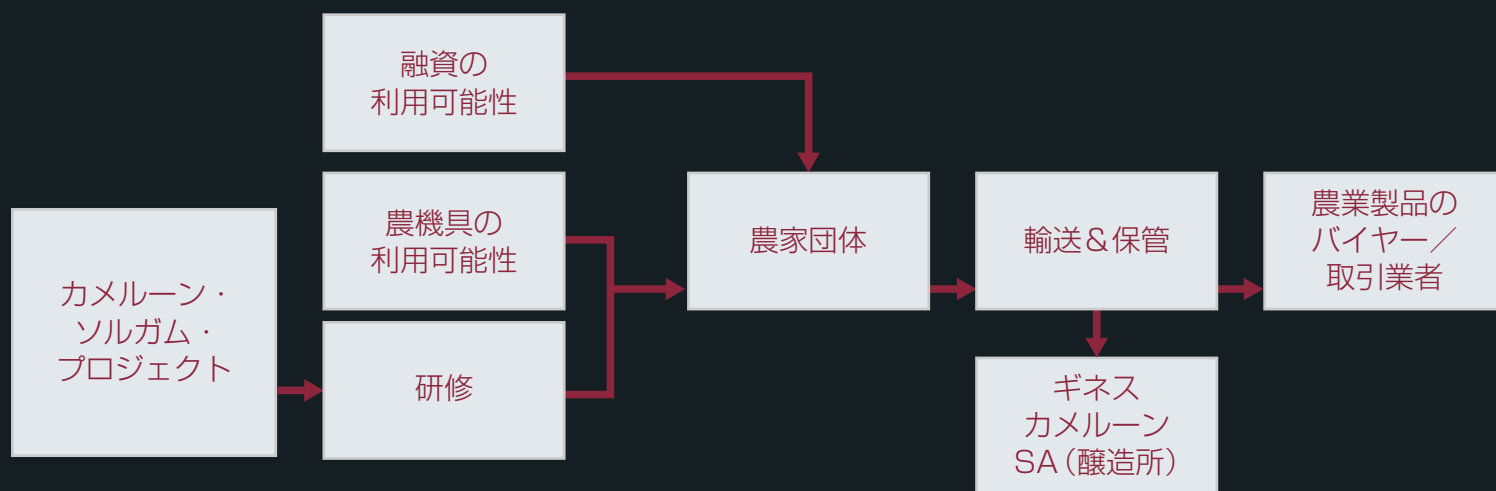 融資の
利用可能性
農機具の
利用可能性
カメルーン・
ソルガム・
プロジェクト
研修
農家団体
輸送＆保管
農業製品の
バイヤー／
取引業者
ギネス
カメルーン
SA（醸造所）